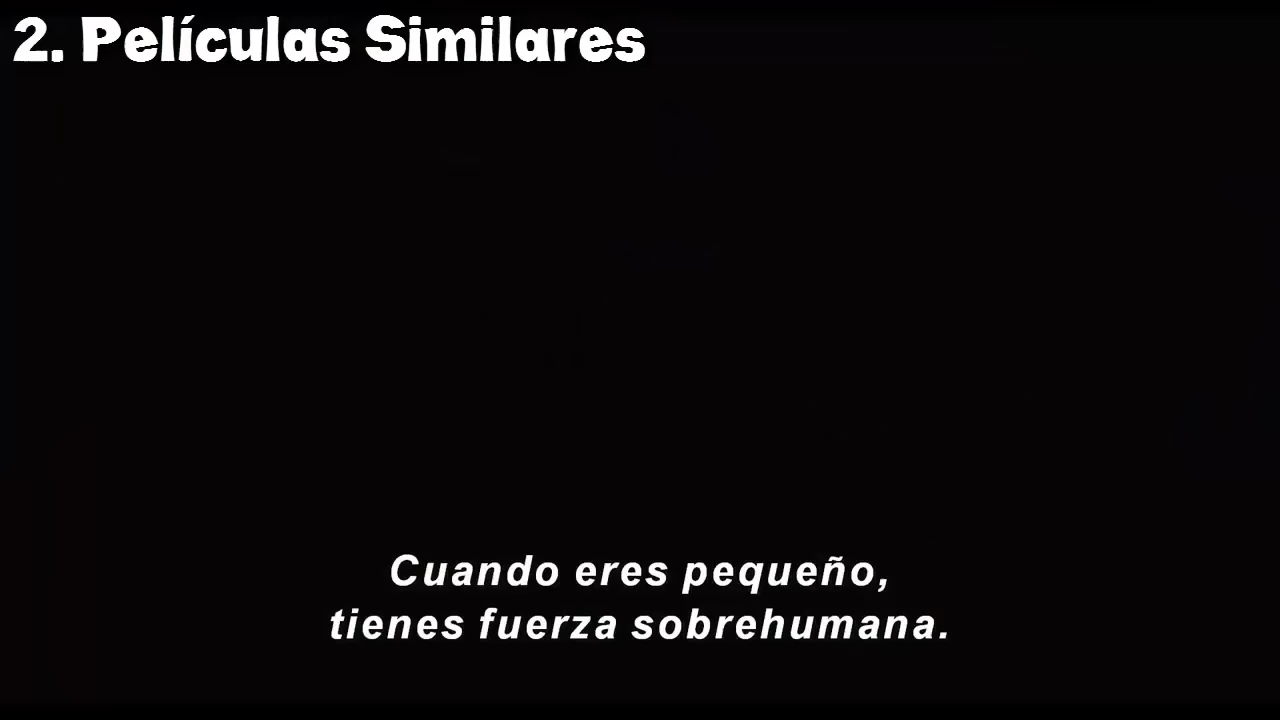 2. Películas Similares
Cuando eres pequeño,
tienes fuerza sobrehumana.